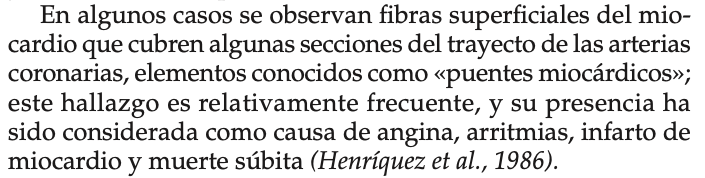 En algunos casos se observan fibras superficiales del mio-
cardio que cubren algunas secciones del trayecto de las arterias
coronarias, elementos conocidos como «puentes miocárdicos»;
este hallazgo es relativamente frecuente, y su presencia ha
sido considerada como causa de angina, arritmias, infarto de
miocardio y muerte súbita (Henríquez et al., 1986).